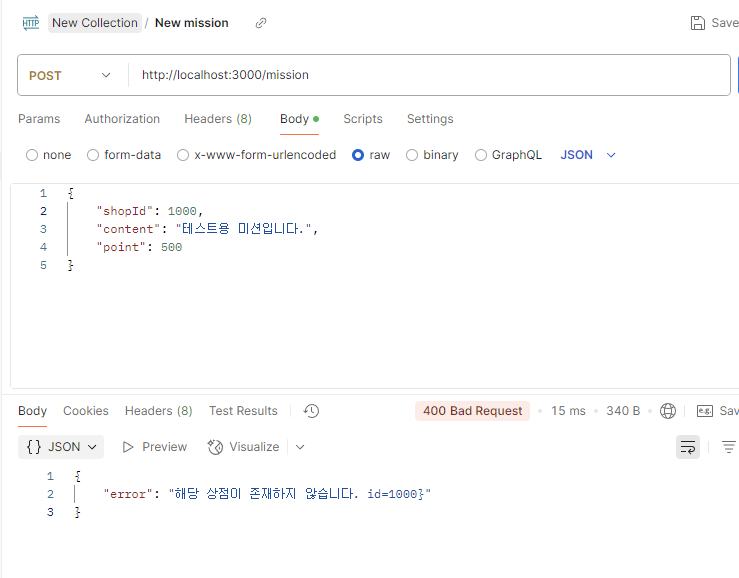 HTTP New Collection / New mission Save
POST http://localhost:3000/mission
Params Authorization Headers (8) Body Scripts Settings
none form-data x-www-form-urlencoded raw binary GraphQL JSON
1 {
2 "shopId": 1000,
3 "content": "테스트용 미션입니다.",
4 "point": 500
5 }
Body Cookies Headers (8) Test Results 400 Bad Request • 15 ms • 340 B • e.g. Sav
{} JSON Preview Visualize
1 {
2 "error": "해당 상점이 존재하지 않습니다. id=1000}"
3 }